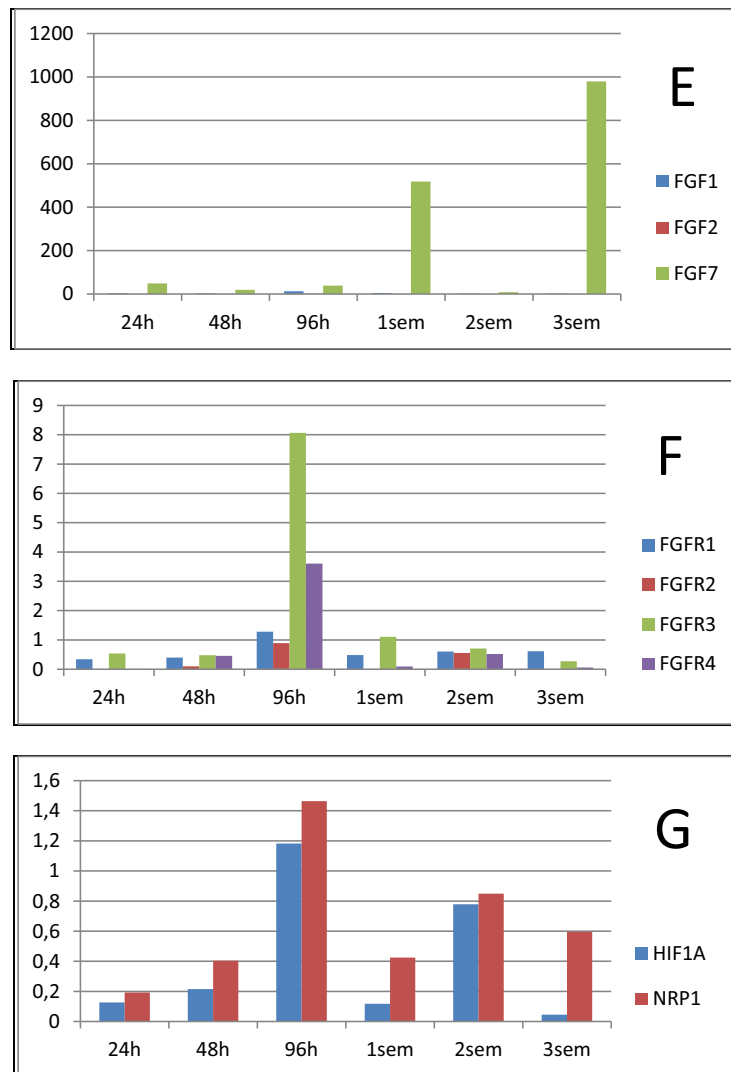 1200
1000
800
600
400
200
0
24h 48h 96h 1sem 2sem 3sem
E
FGF1
FGF2
FGF7
9
8
7
6
5
4
3
2
1
0
24h 48h 96h 1sem 2sem 3sem
F
FGFR1
FGFR2
FGFR3
FGFR4
1,6
1,4
1,2
1
0,8
0,6
0,4
0,2
0
24h 48h 96h 1sem 2sem 3sem
G
HIF1A
NRP1